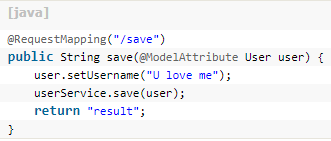 [java]
@RequestMapping("/save")
public String save(@ModelAttribute User user) {
    user.setUsername("U love me");
    userService.save(user);
    return "result";
}